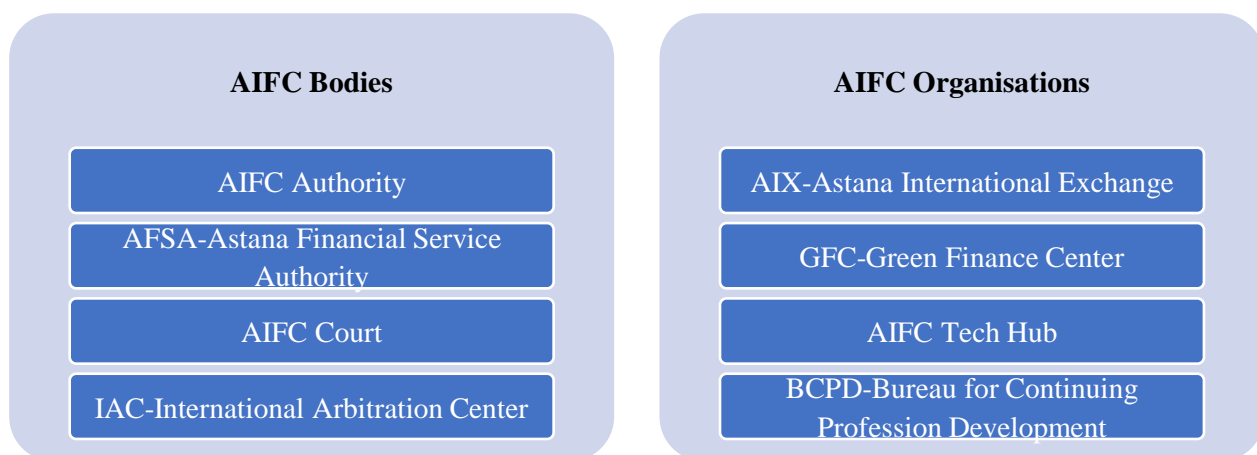 AIFC Bodies
AIFC Authority
AFSA-Astana Financial Service
Authority
AIFC Court
IAC-International Arbitration Center
AIFC Organisations
AIX-Astana International Exchange
GFC-Green Finance Center
AIFC Tech Hub
BCPD-Bureau for Continuing
Profession Development